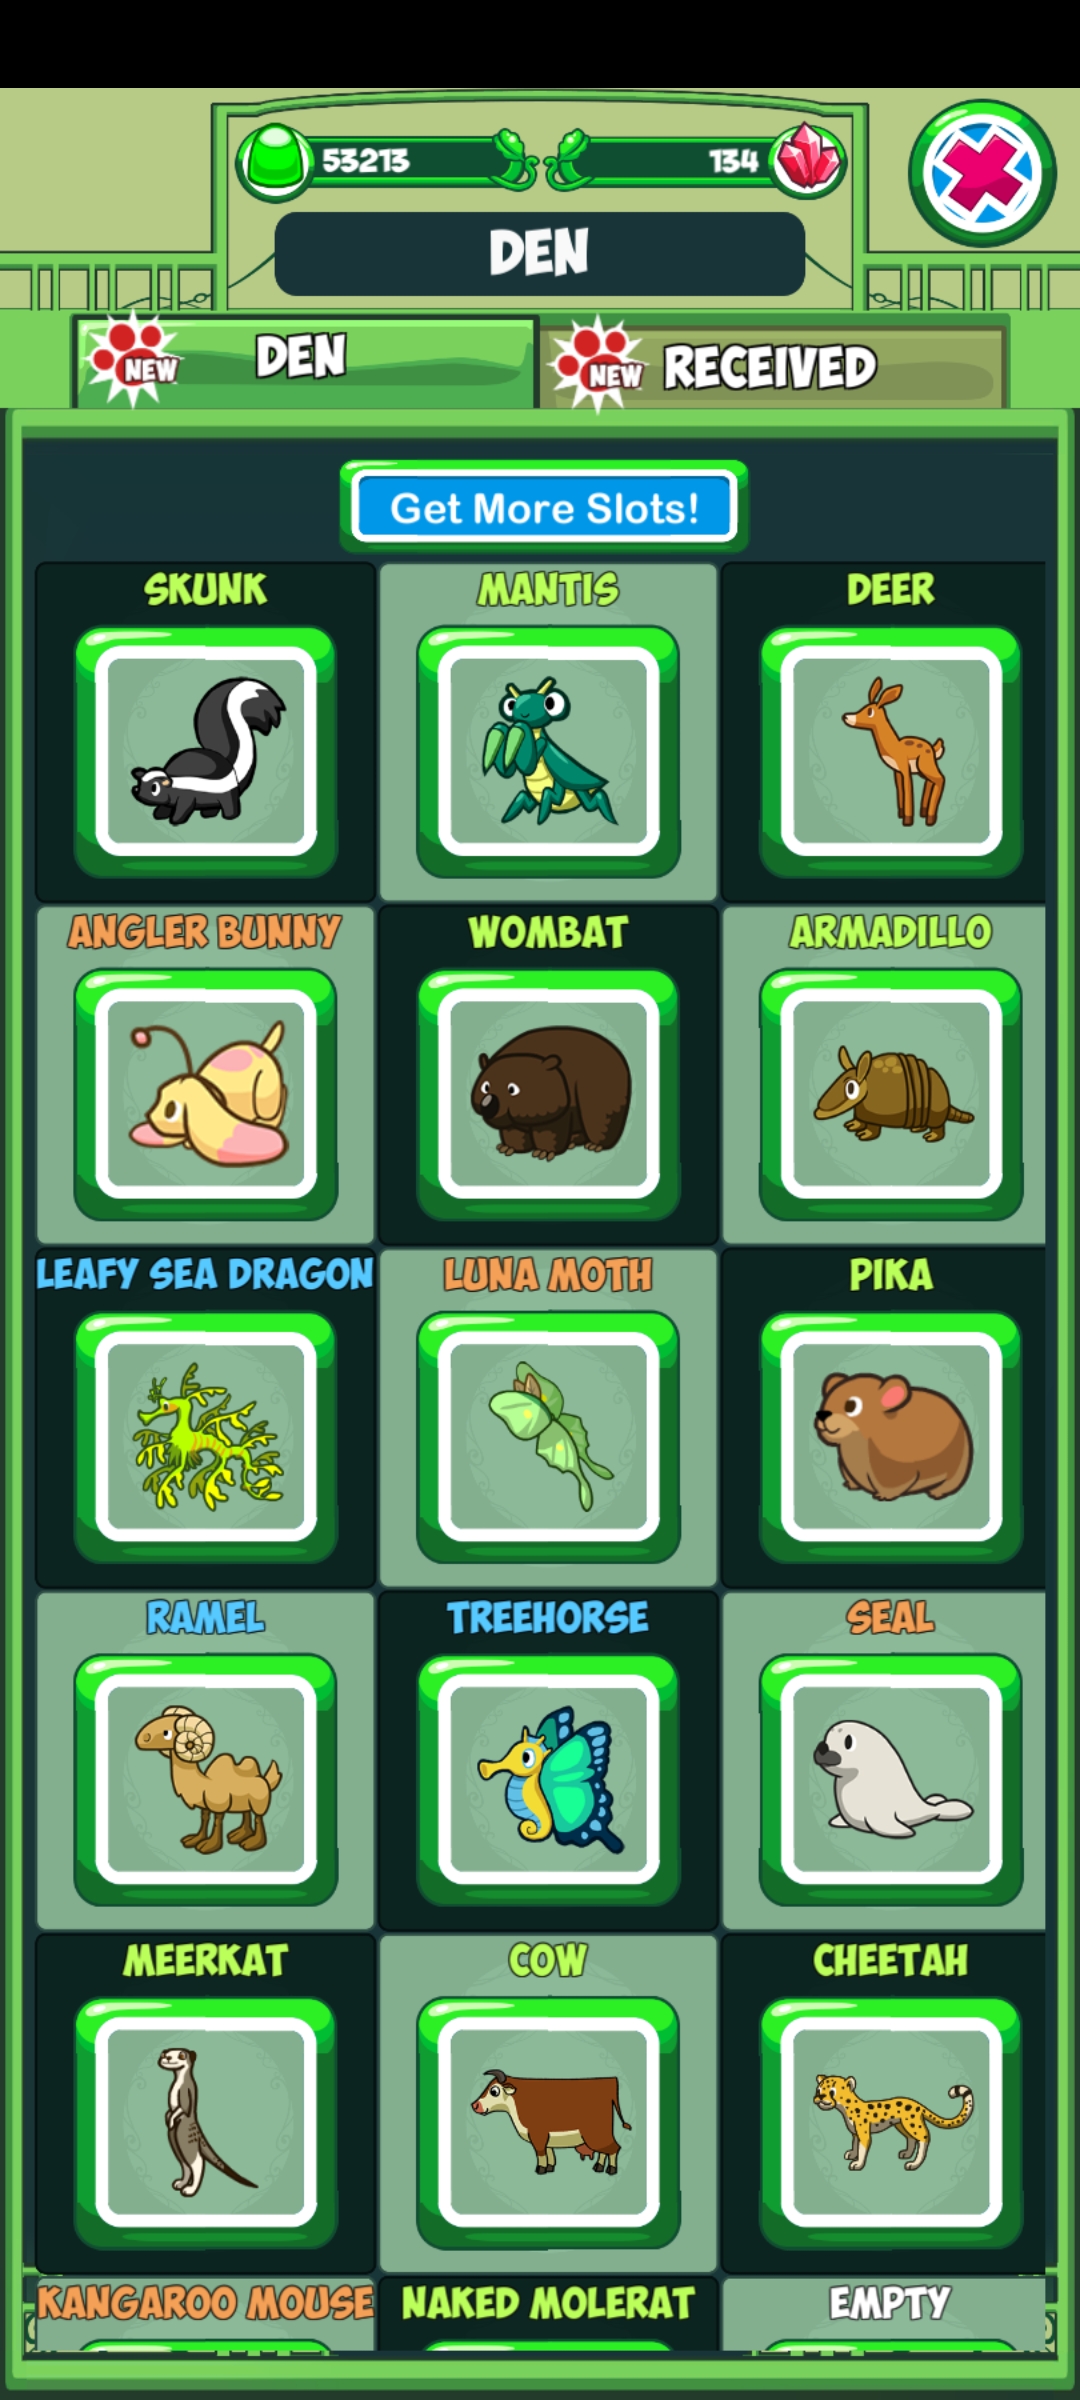 53213 134
DEN
NEW DEN NEW RECEIVED
Get More Slots!
SKUNK MANTIS DEER
ANGLER BUNNY WOMBAT ARMADILLO
LEAFY SEA DRAGON LUNA MOTH PIKA
RAMEL TREEHORSE SEAL
MEERKAT COW CHEETAH
KANGAROO MOUSE NAKED MOLERAT EMPTY